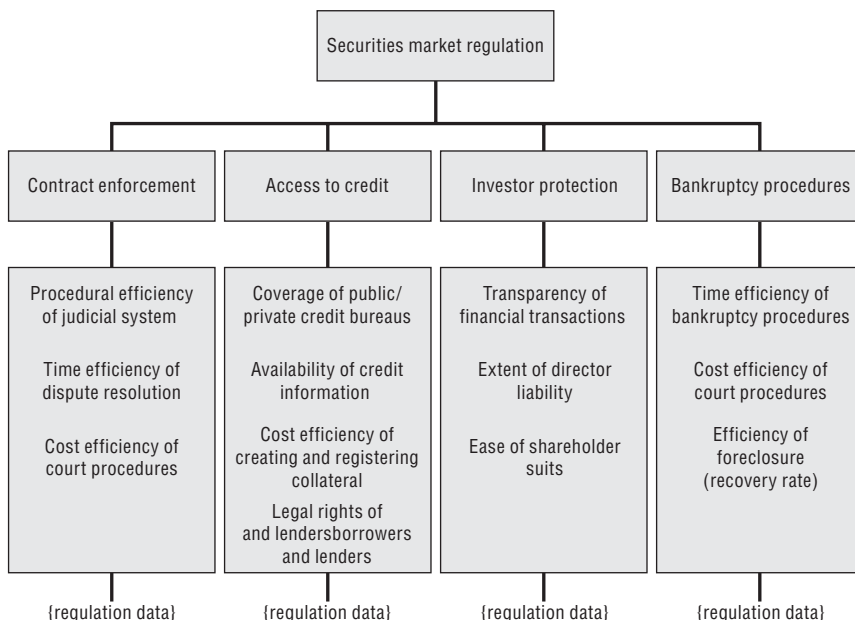 Securities market regulation
Contract enforcement
Access to credit
Investor protection
Bankruptcy procedures
Procedural efficiency
of judicial system
Time efficiency of
dispute resolution
Cost efficiency of
court procedures
Coverage of public/
private credit bureaus
Availability of credit
information
Cost efficiency of
creating and registering
collateral
Legal rights of
and lendersborrowers
and lenders
Transparency of
financial transactions
Extent of director
liability
Ease of shareholder
suits
Time efficiency of
bankruptcy procedures
Cost efficiency of
court procedures
Efficiency of
foreclosure
(recovery rate)
{regulation data}
{regulation data}
{regulation data}
{regulation data}